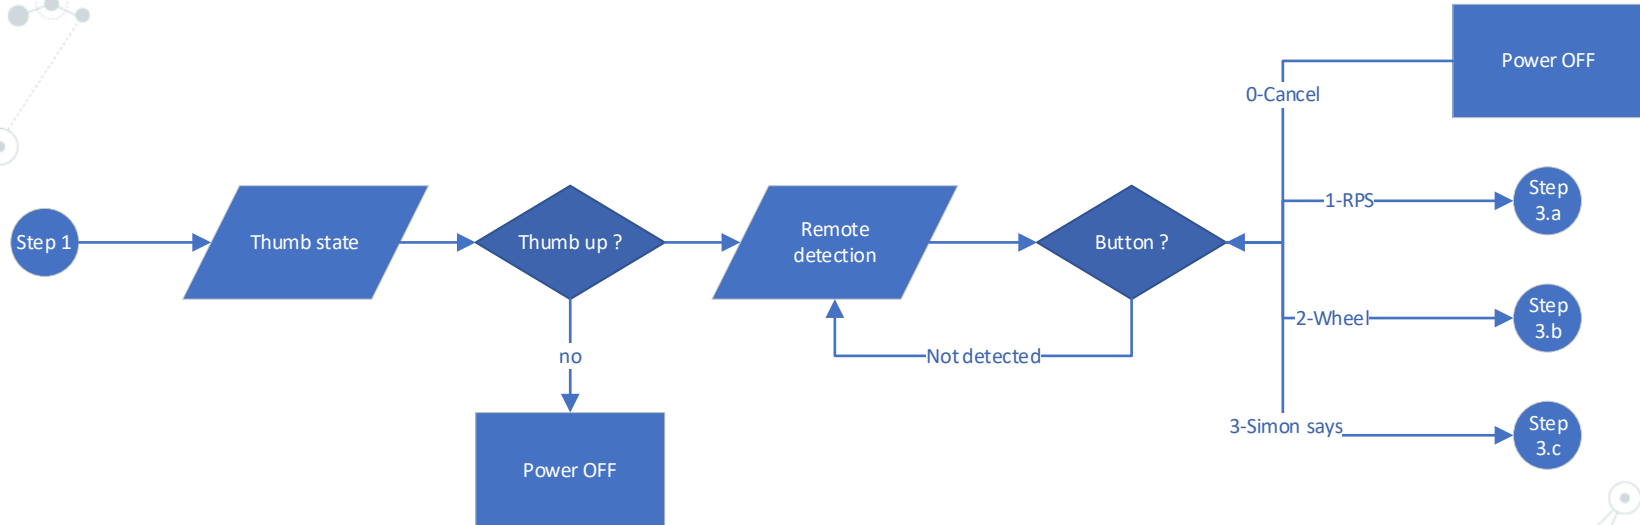 Power OFF
0-Cancel
Step 1
Thumb state
Thumb up ?
Remote
detection
Button ?
1-RPS
Step
3.a
2-Wheel
Step
3.b
no
Not detected
3-Simon says
Step
3.c
Power OFF